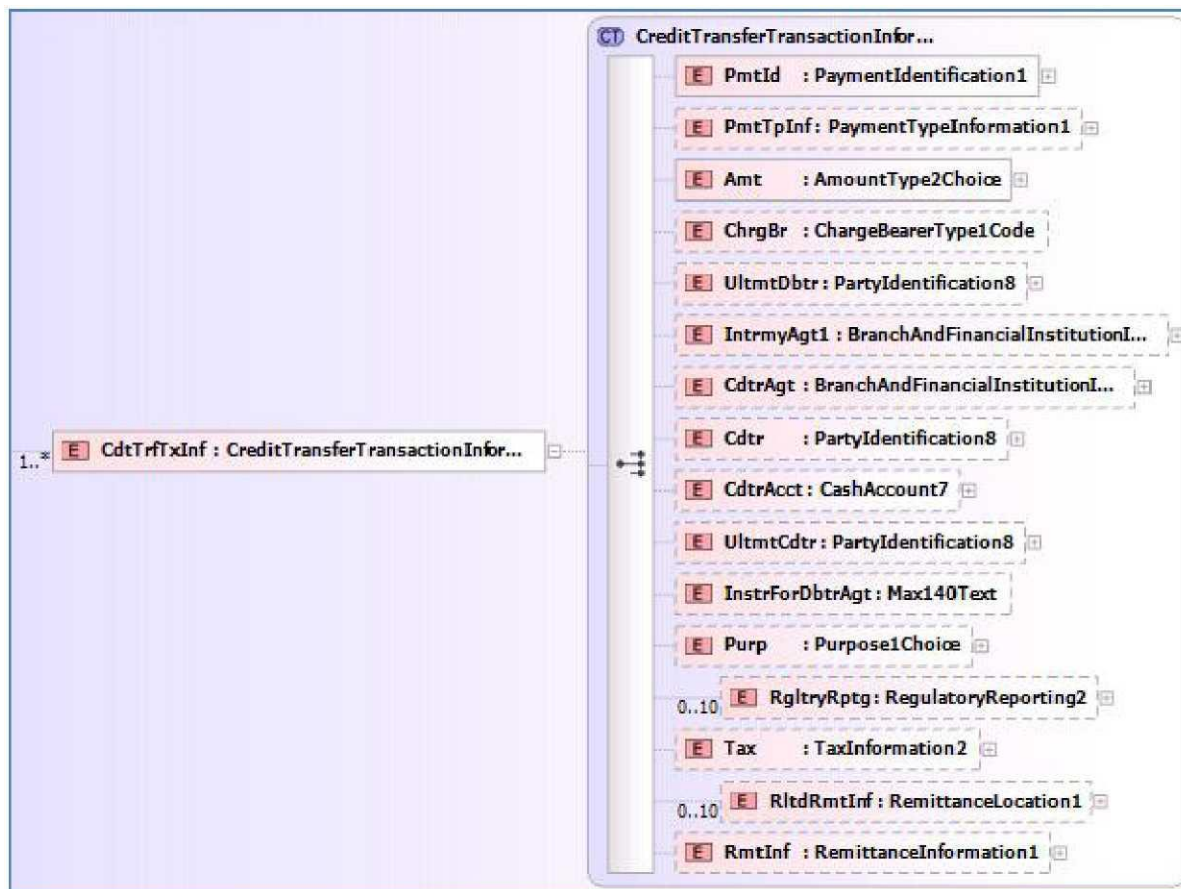 CT CreditTransferTransactionInfor...
E PmtId : PaymentIdentification1
E PmtTpInf : PaymentTypeInformation1
E Amt : AmountType2Choice
E ChrgBr : ChargeBearerType1Code
E UltmtDbtr : PartyIdentification8
E IntrmyAgt1 : BranchAndFinancialInstitutionI...
E CdtrAgt : BranchAndFinancialInstitutionI...
E Cdtr : PartyIdentification8
1..* E CdtTrfTxInf : CreditTransferTransactionInfor...
E CdtrAcct : CashAccount7
E UltmtCdtr : PartyIdentification8
E InstrForDbtrAgt : Max140Text
E Purp : Purpose1Choice
0..10 E RgltryRptg : RegulatoryReporting2
E Tax : TaxInformation2
0..10 E RltdRmtInf : RemittanceLocation1
E RmtInf : RemittanceInformation1